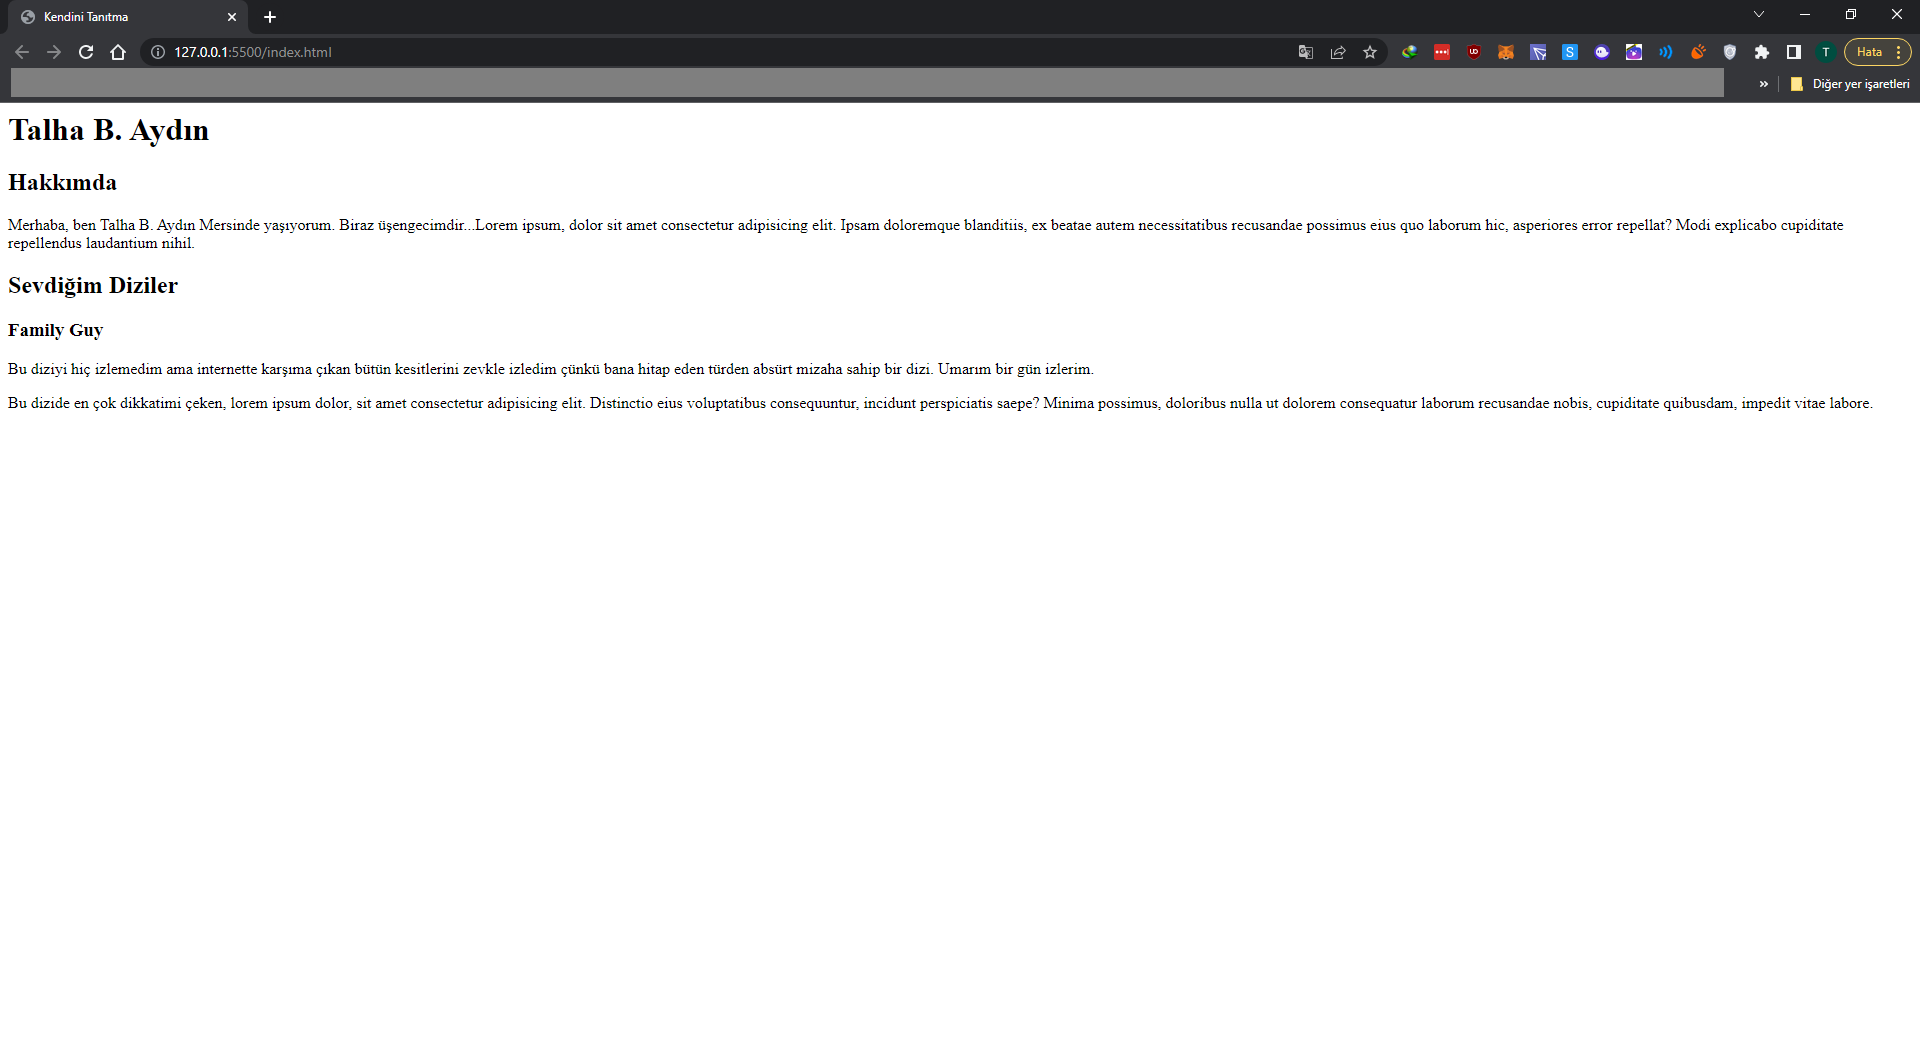 Kendini Tanıtma
127.0.0.1:5500/index.html
Hata
Diğer yer işaretleri
Talha B. Aydın
Hakkımda
Merhaba, ben Talha B. Aydın Mersinde yaşıyorum. Biraz üşengecimdir...Lorem ipsum, dolor sit amet consectetur adipisicing elit. Ipsam doloremque blanditiis, ex beatae autem necessitatibus recusandae possimus eius quo laborum hic, asperiores error repellat? Modi explicabo cupiditate
repellendus laudantium nihil.
Sevdiğim Diziler
Family Guy
Bu diziyi hiç izlemedim ama internette karşıma çıkan bütün kesitlerini zevkle izledim çünkü bana hitap eden türden absürt mizaha sahip bir dizi. Umarım bir gün izlerim.
Bu dizide en çok dikkatimi çeken, lorem ipsum dolor, sit amet consectetur adipisicing elit. Distinctio eius voluptatibus consequuntur, incidunt perspiciatis saepe? Minima possimus, doloribus nulla ut dolorem consequatur laborum recusandae nobis, cupiditate quibusdam, impedit vitae labore.